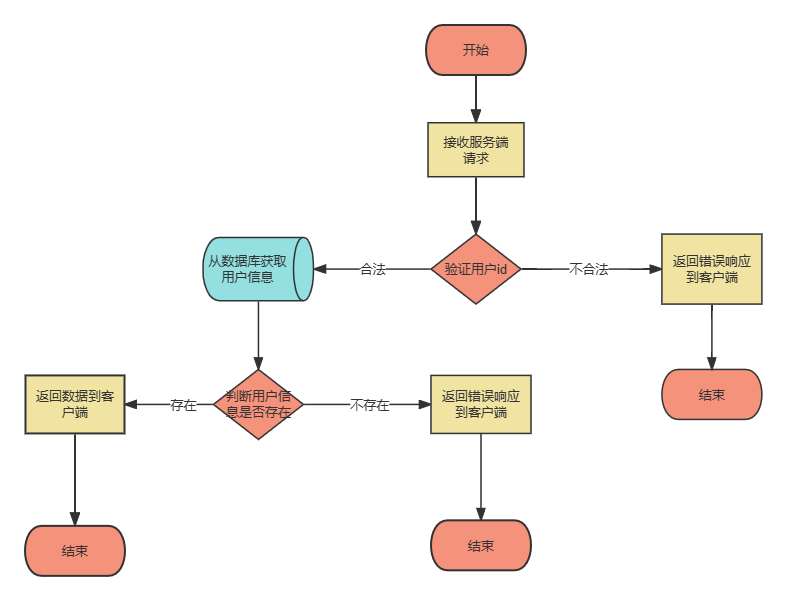 开始
接收服务端
请求
验证用户id
合法
不合法
从数据库获取
用户信息
返回错误响应
到客户端
判断用户信
息是否存在
存在
不存在
返回数据到客
户端
返回错误响应
到客户端
结束
结束
结束